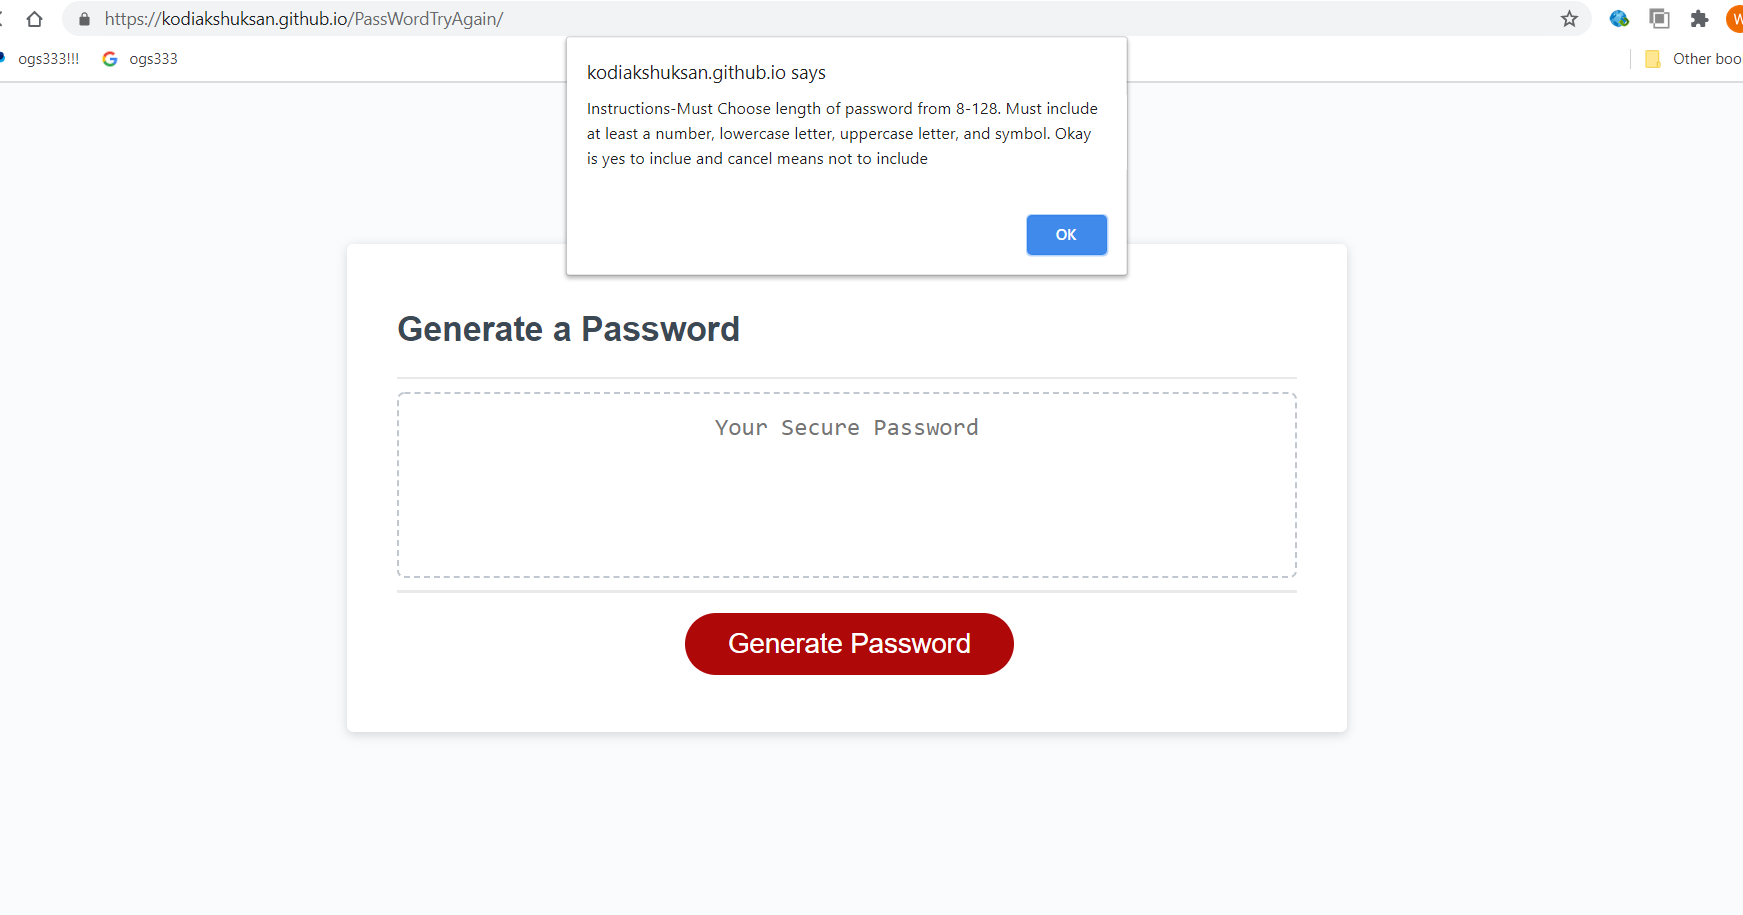 https://kodiakshuksan.github.io/PassWordTryAgain/
W
ogs333!!! ogs333 Other boo
kodiakshuksan.github.io says
Instructions-Must Choose length of password from 8-128. Must include
at least a number, lowercase letter, uppercase letter, and symbol. Okay
is yes to inclue and cancel means not to include
OK
Generate a Password
Your Secure Password
Generate Password